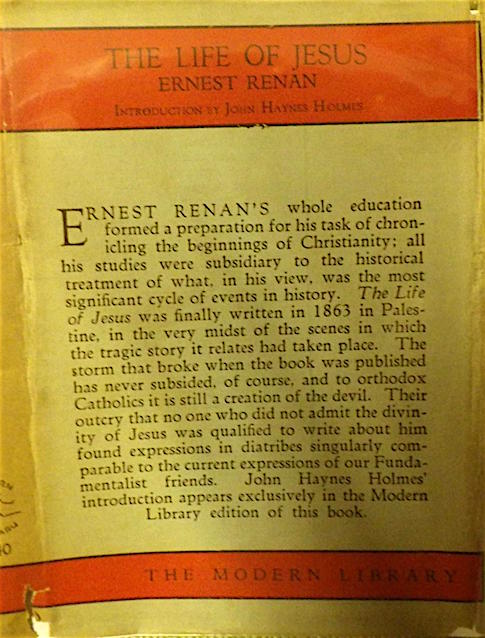 THE LIFE OF JESUS
ERNEST RENAN
INTRODUCTION BY JOHN HAYNES HOLMES
ERNEST RENAN'S whole education
formed a preparation for his task of chron-
icling the beginnings of Christianity; all
his studies were subsidiary to the historical
treatment of what, in his view, was the most
significant cycle of events in history. The Life
of Jesus was finally written in 1863 in Pales-
tine, in the very midst of the scenes in which
the tragic story it relates had taken place. The
storm that broke when the book was published
has never subsided, of course, and to orthodox
Catholics it is still a creation of the devil. Their
outcry that no one who did not admit the divin-
ity of Jesus was qualified to write about him
found expressions in diatribes singularly com-
parable to the current expressions of our Funda-
mentalist friends. John Haynes Holmes'
introduction appears exclusively in the Modern
Library edition of this book.
THE MODERN LIBRARY